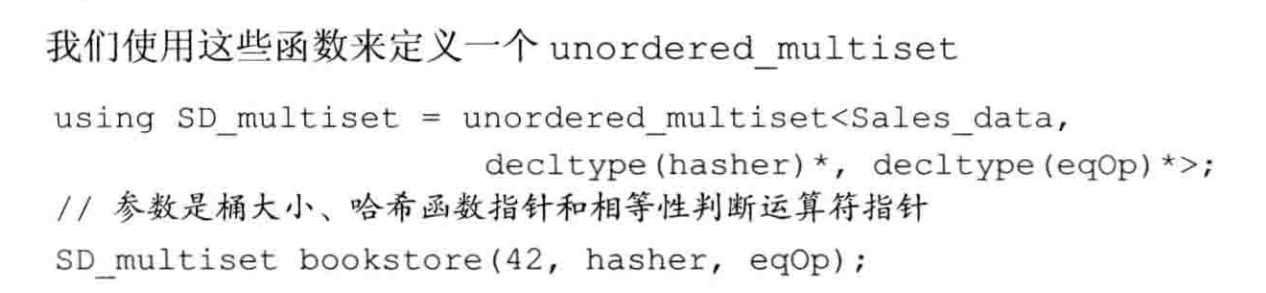 我们使用这些函数来定义一个 unordered_multiset
using SD_multiset = unordered_multiset<Sales_data,
decltype(hasher)*, decltype(eqOp)*>;
// 参数是桶大小、哈希函数指针和相等性判断运算符指针
SD_multiset bookstore(42, hasher, eqOp);